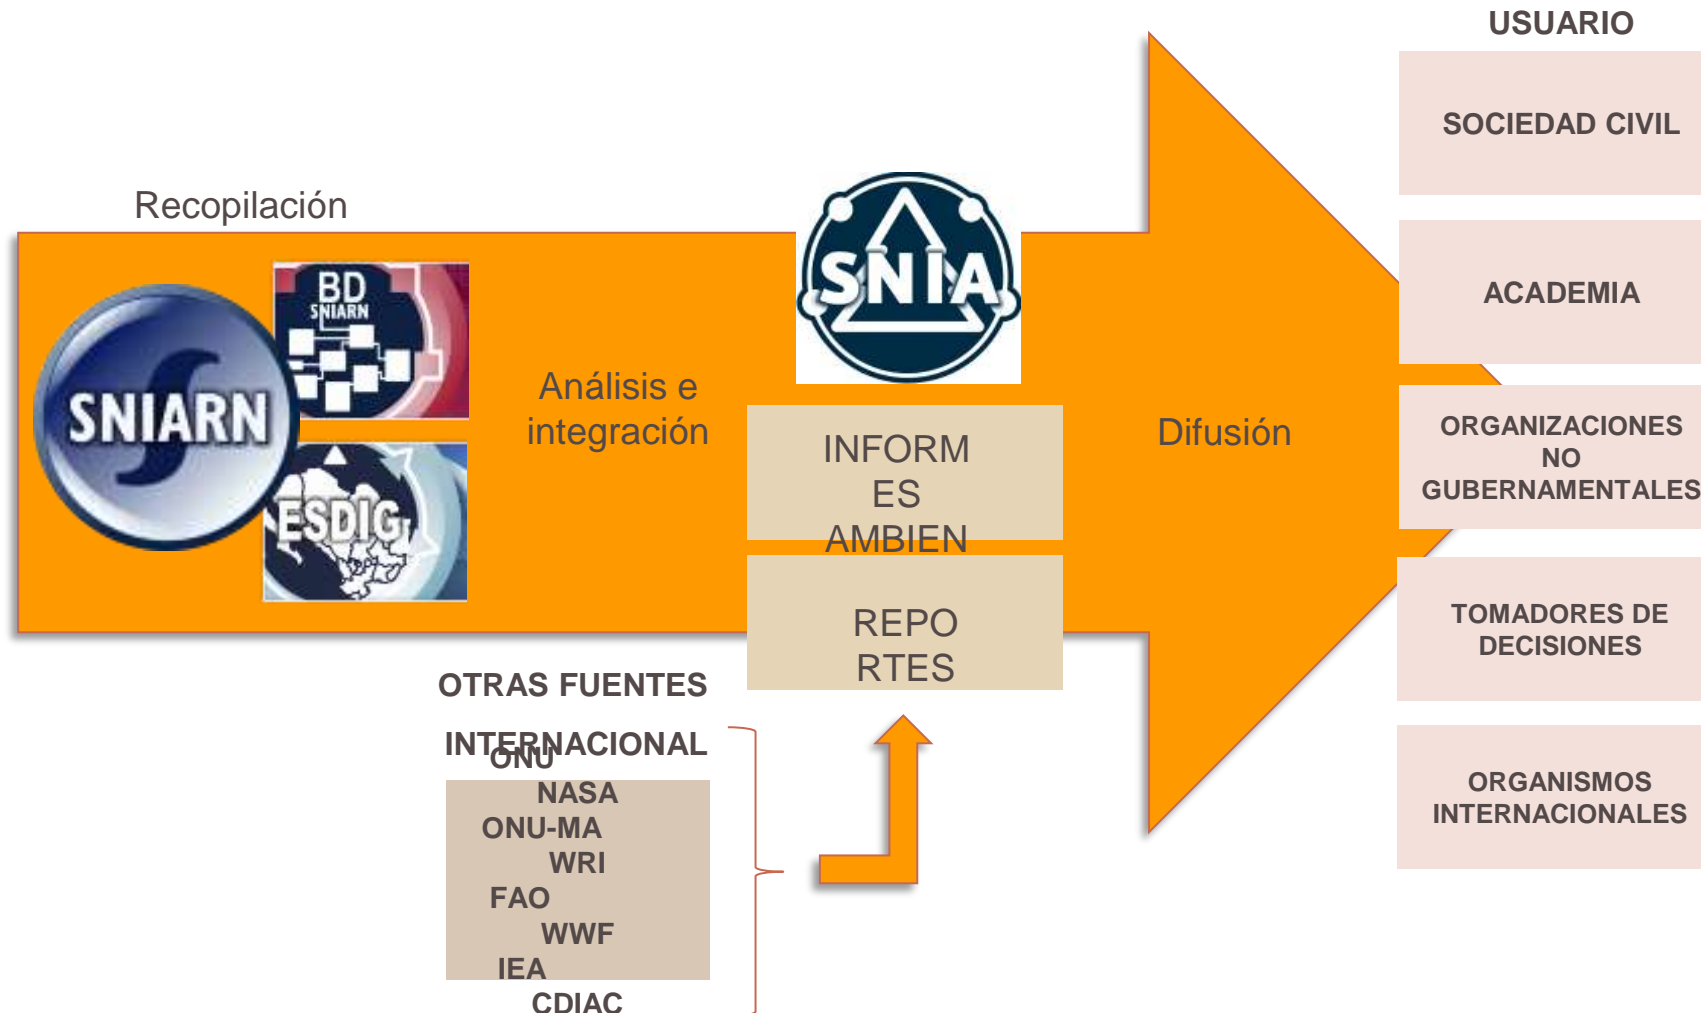 USUARIO
SOCIEDAD CIVIL
ACADEMIA
ORGANIZACIONES
NO
GUBERNAMENTALES
TOMADORES DE
DECISIONES
ORGANISMOS
INTERNACIONALES
Recopilación
SNIARN
BD
SNIARN
ESDIG
Análisis e
integración
SNIA
INFORM
ES
AMBIEN
REPO
RTES
Difusión
OTRAS FUENTES
INTERNACIONAL
ONU
NASA
ONU-MA
WRI
FAO
WWF
IEA
CDIAC